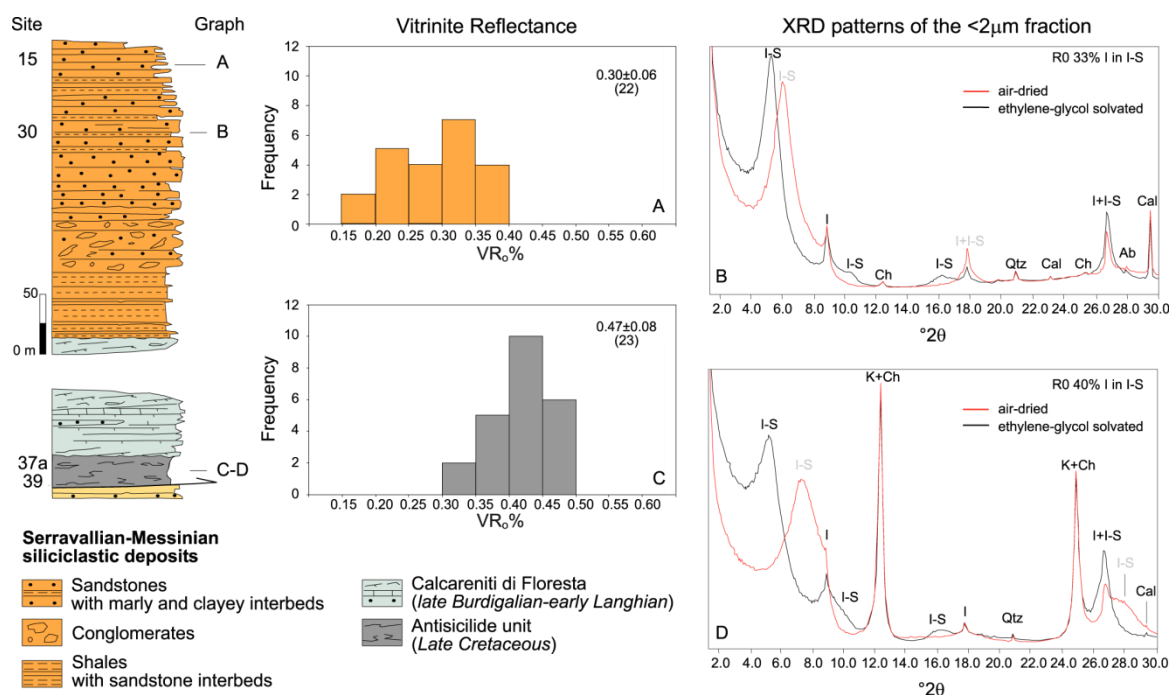 Site
Graph
15
A
30
B
50
0 m
37a
39
C-D
Serravallian-Messinian
siliciclastic deposits
Sandstones
with marly and clayey interbeds
Conglomerates
Shales
with sandstone interbeds
Calcareniti di Floresta
(late Burdigalian-early Langhian)
Antisicilide unit
(Late Cretaceous)
Vitrinite Reflectance
12
10
8
6
4
2
0
Frequency
0.30±0.06
(22)
A
0.15 0.20 0.25 0.30 0.35 0.40 0.45 0.50 0.55 0.60
VRo%
12
10
8
6
4
2
0
Frequency
0.47±0.08
(23)
C
0.10 0.15 0.20 0.25 0.30 0.35 0.40 0.45 0.50 0.55 0.60
VRo%
XRD patterns of the <2μm fraction
I-S
I-S
R0 33% I in I-S
air-dried
ethylene-glycol solvated
I
I-S
Ch
I-S
I+I-S
Qtz
Cal
Ch
I+I-S
Ab
Cal
B
2.0 4.0 6.0 8.0 10.0 12.0 14.0 16.0 18.0 20.0 22.0 24.0 26.0 28.0 30.0
°2θ
K+Ch
R0 40% I in I-S
air-dried
ethylene-glycol solvated
I-S
I-S
I
I-S
I-S
I
Qtz
K+Ch
I+I-S
I-S
Cal
D
2.0 4.0 6.0 8.0 10.0 12.0 14.0 16.0 18.0 20.0 22.0 24.0 26.0 28.0 30.0
°2θ